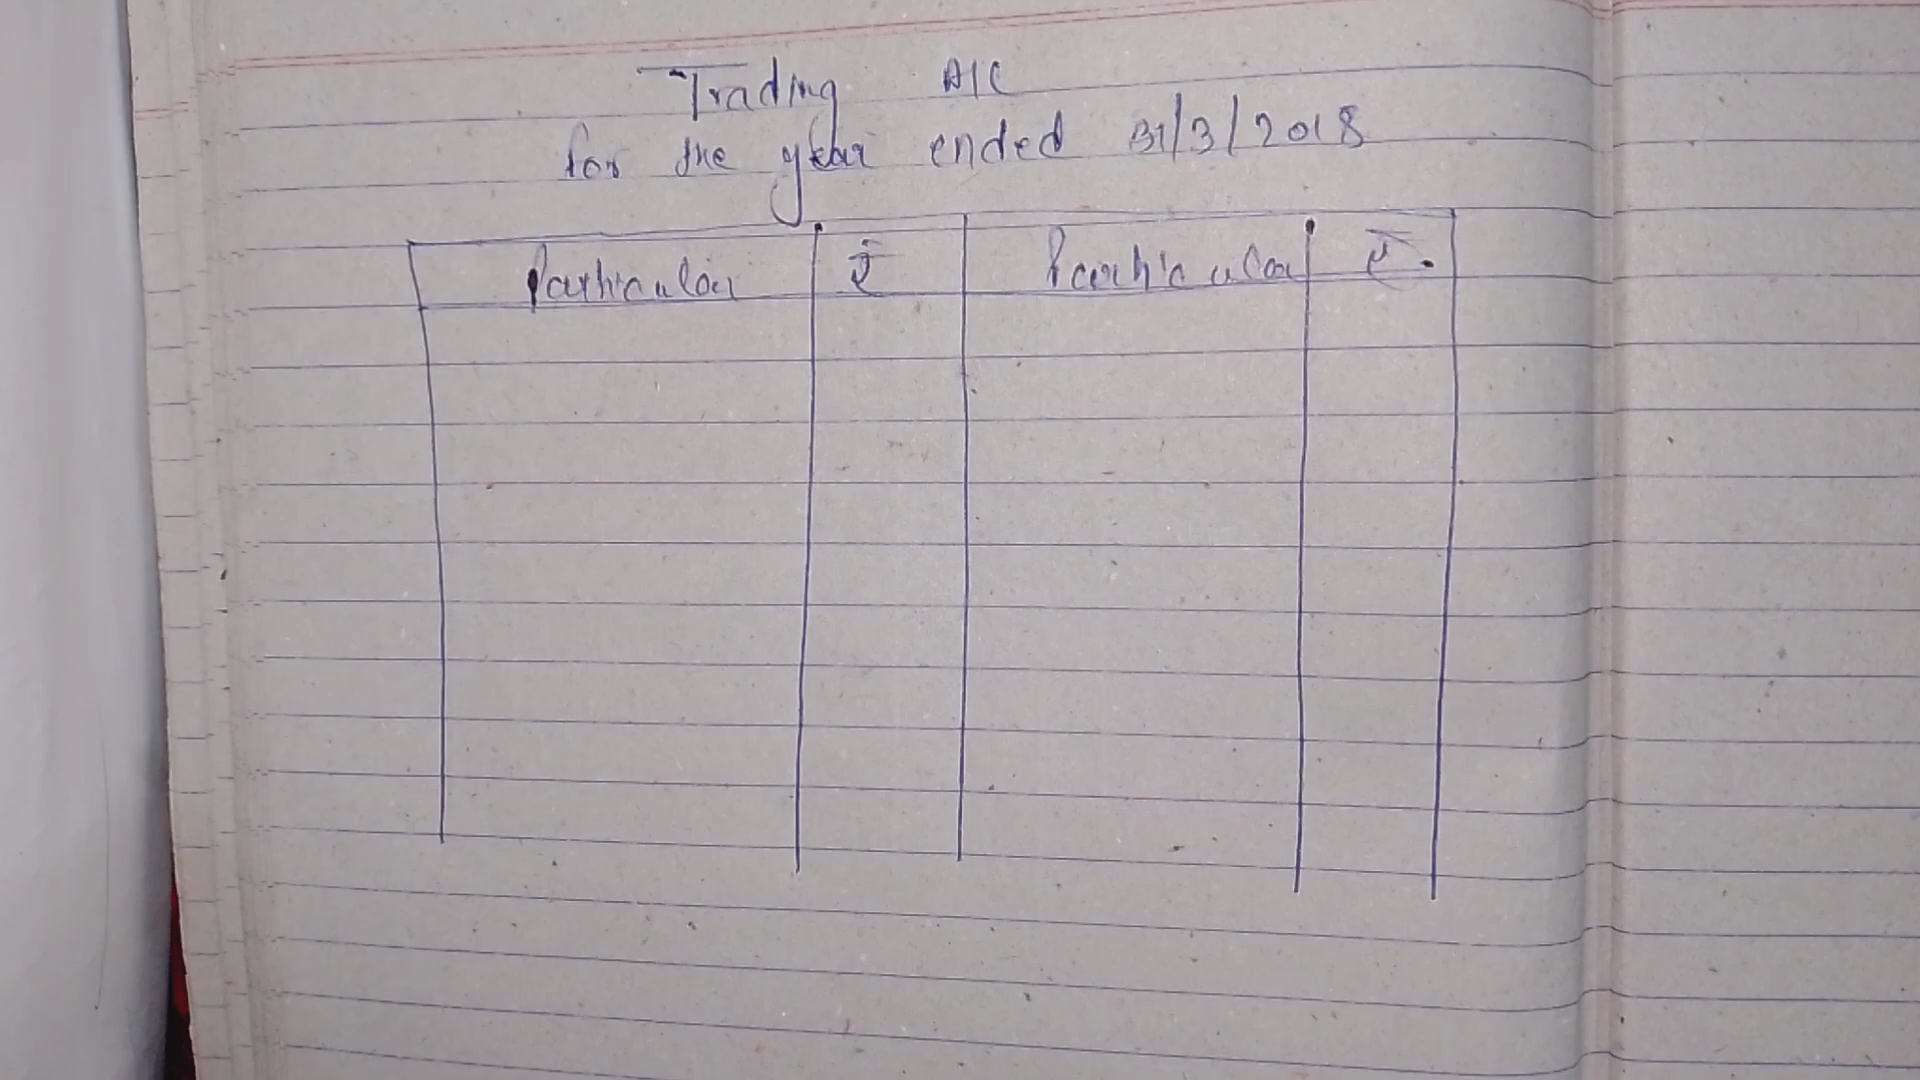 Trading A/C
for the year ended 31/3/2018
Particular ₹ Particular ₹